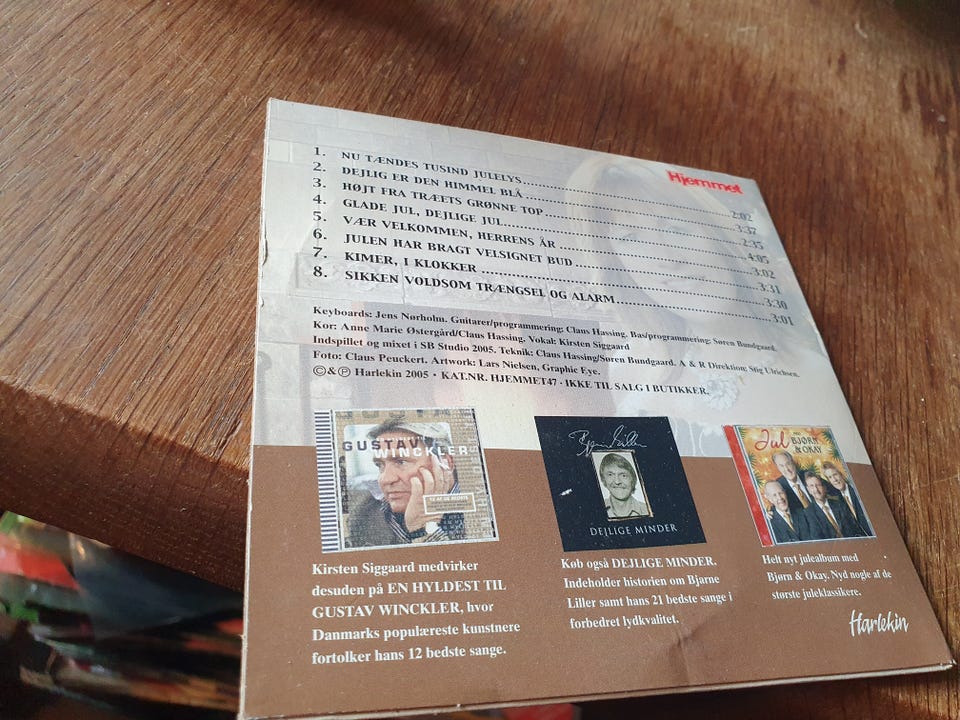 Hjemmet
1. NU TÆNDES TUSIND JULELYS 2:02
2. DEJLIG ER DEN HIMMEL BLÅ 3:37
3. HØJT FRA TRÆETS GRØNNE TOP 2:35
4. GLADE JUL, DEJLIGE JUL 4:05
5. VÆR VELKOMMEN, HERRENS ÅR 3:02
6. JULEN HAR BRAGT VELSIGNET BUD 3:31
7. KIMER, I KLOKKER 3:30
8. SIKKEN VOLDSOM TRÆNGSEL OG ALARM 3:01
Keyboards: Jens Nørholm. Guitarer/programmering: Claus Hassing. Bas/programmering: Søren Bundgaard.
Kor: Anne Marie Østergård/Claus Hassing. Vokal: Kirsten Siggaard
Indspillet og mixet i SB Studio 2005. Teknik: Claus Hassing/Søren Bundgaard. A & R Direktion: Stig Ulrichsen.
Foto: Claus Peuckert. Artwork: Lars Nielsen, Graphic Eye.
©&℗ Harlekin 2005 • KAT.NR. HJEMMET47 · IKKE TIL SALG I BUTIKKER.
GUSTAV
WINCKLER
12 AF DE BEDSTE
Kirsten Siggaard medvirker
desuden på EN HYLDEST TIL
GUSTAV WINCKLER, hvor
Danmarks populæreste kunstnere
fortolker hans 12 bedste sange.
DEJLIGE MINDER
Køb også DEJLIGE MINDER.
Indeholder historien om Bjarne
Liller samt hans 21 bedste sange i
forbedret lydkvalitet.
Jul MED BJØRN
& OKAY
Helt nyt julealbum med
Bjørn & Okay. Nyd nogle af de
største juleklassikere.
Harlekin